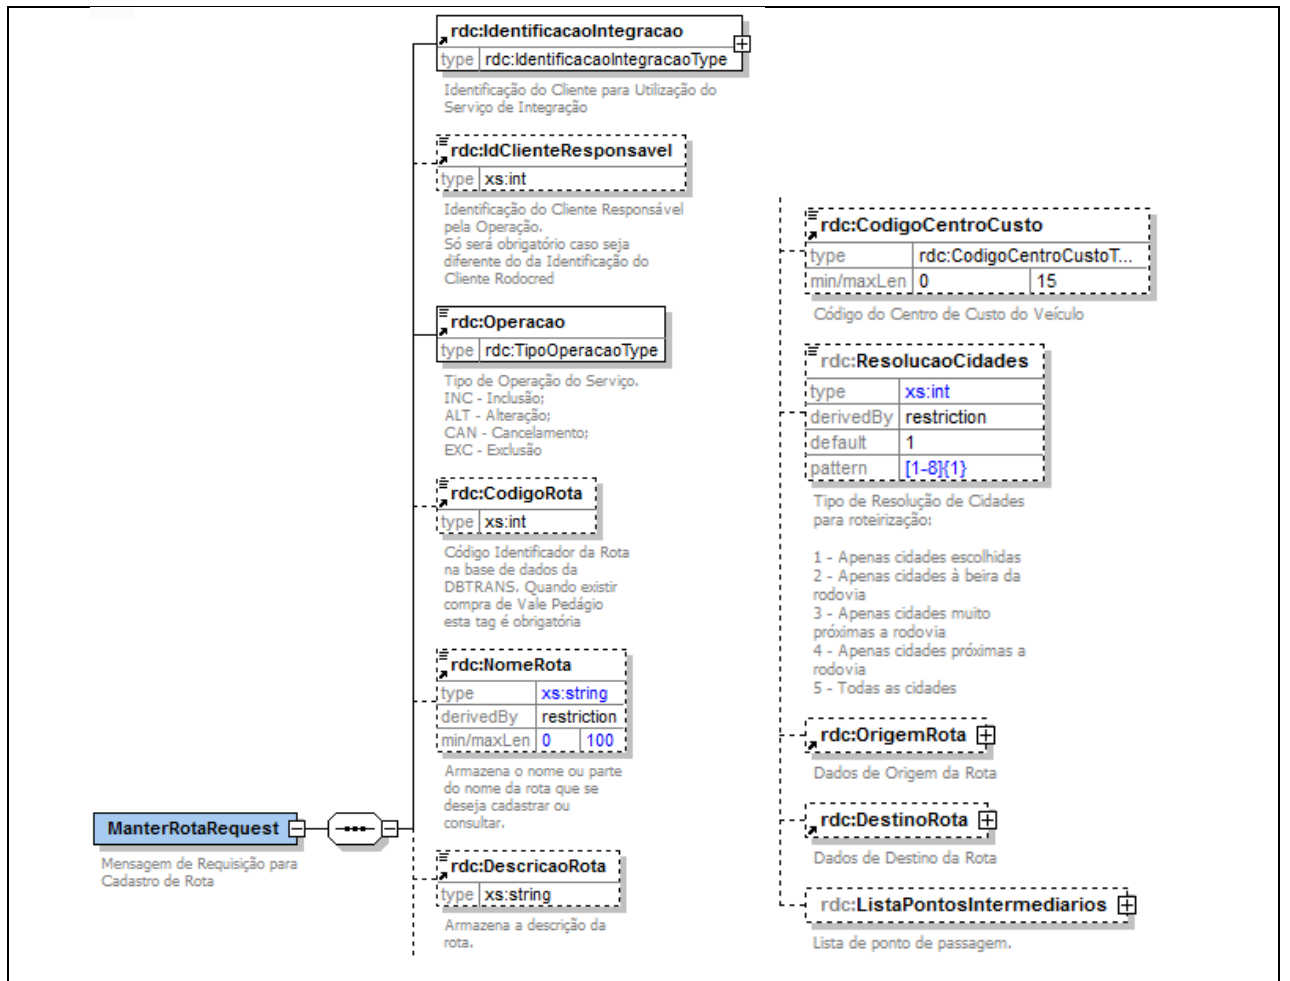 rdc:IdentificacaoIntegracao
type rdc:IdentificacaoIntegracaoType
Identificação do Cliente para Utilização do
Serviço de Integração
rdc:IdClienteResponsavel
type xs:int
Identificação do Cliente Responsável
pela Operação.
Só será obrigatório caso seja
diferente do da Identificação do
Cliente Rodocred
rdc:Operacao
type rdc:TipoOperacaoType
Tipo de Operação do Serviço.
INC - Inclusão;
ALT - Alteração;
CAN - Cancelamento;
EXC - Exclusão
rdc:CodigoRota
type xs:int
Código Identificador da Rota
na base de dados da
DBTRANS. Quando existir
compra de Vale Pedágio
esta tag é obrigatória
rdc:NomeRota
type xs:string
derivedBy restriction
min/maxLen 0 100
Armazena o nome ou parte
do nome da rota que se
deseja cadastrar ou
consultar.
ManterRotaRequest
Mensagem de Requisição para
Cadastro de Rota
rdc:DescricaoRota
type xs:string
Armazena a descrição da
rota.
rdc:CodigoCentroCusto
type rdc:CodigoCentroCustoT...
min/maxLen 0 15
Código do Centro de Custo do Veículo
rdc:ResolucaoCidades
type xs:int
derivedBy restriction
default 1
pattern [1-8]{1}
Tipo de Resolução de Cidades
para roteirização:
1 - Apenas cidades escolhidas
2 - Apenas cidades à beira da
rodovia
3 - Apenas cidades muito
próximas a rodovia
4 - Apenas cidades próximas a
rodovia
5 - Todas as cidades
rdc:OrigemRota
Dados de Origem da Rota
rdc:DestinoRota
Dados de Destino da Rota
rdc:ListaPontosIntermediarios
Lista de ponto de passagem.